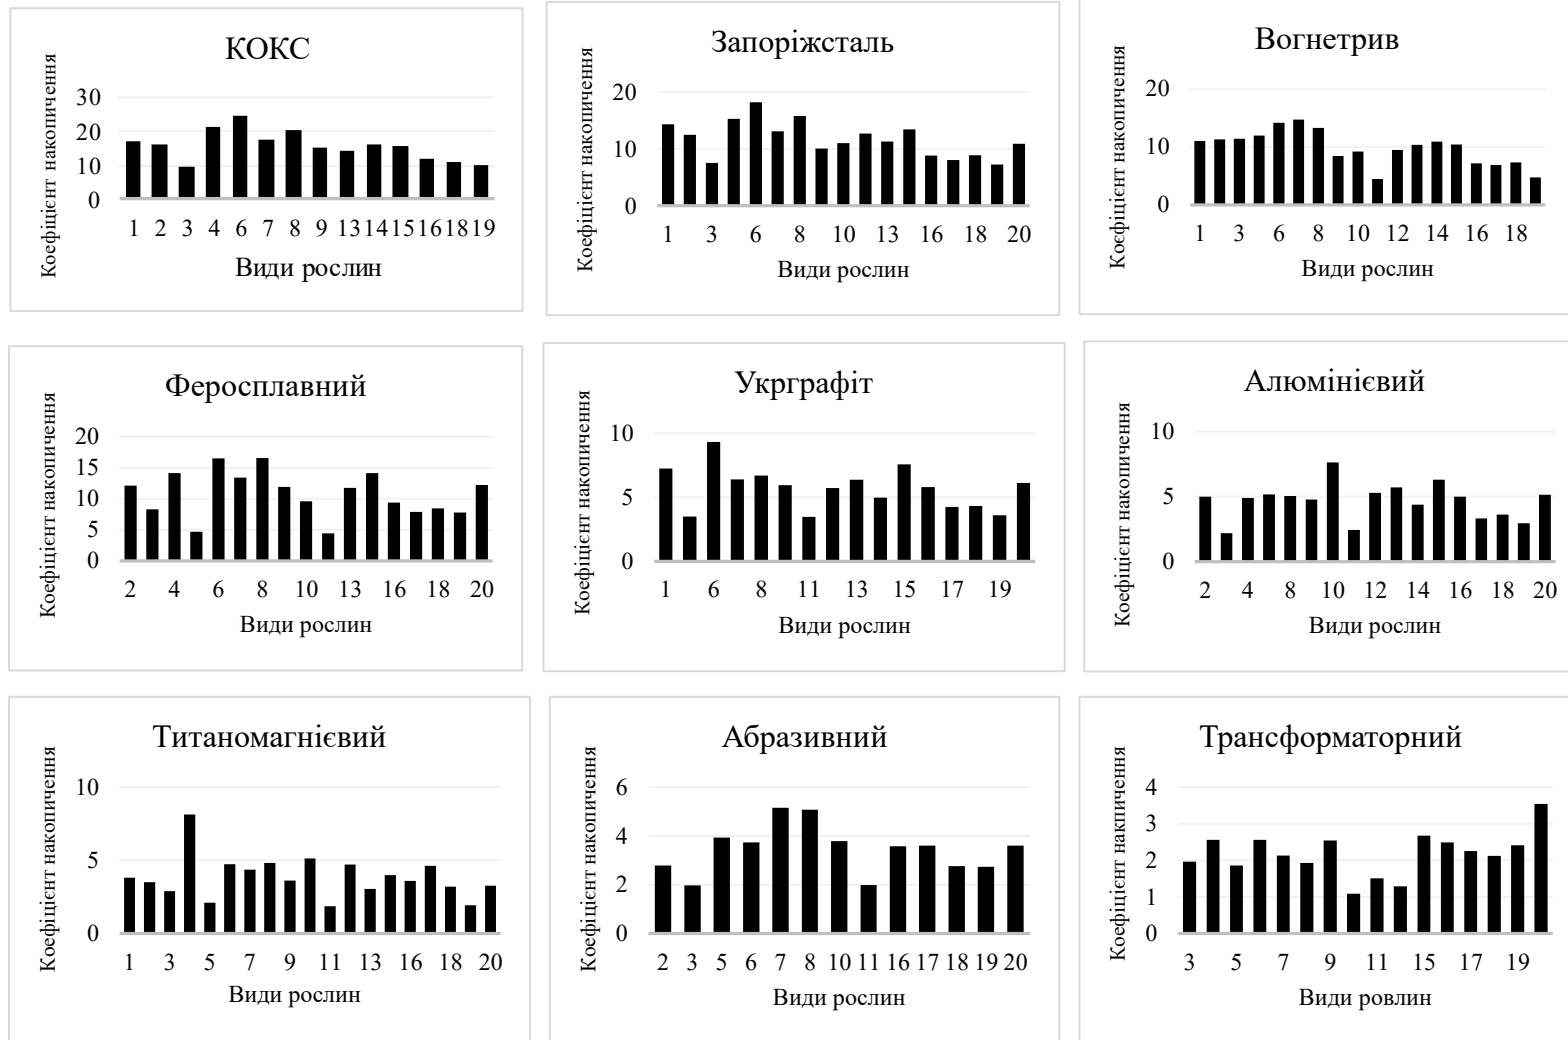 КОКС
Коефіцієнт накопичення
30
20
10
0
1 2 3 4 6 7 8 9 13 14 15 16 18 19
Види рослин
Запоріжсталь
Коефіцієнт накопичення
20
10
0
1 3 6 8 10 13 16 18 20
Види рослин
Вогнетрив
Коєфіцієнт накопичення
20
10
0
1 3 6 8 10 12 14 16 18
Види рослин
Феросплавний
Коефіцієнт накопичення
20
15
10
5
0
2 4 6 8 10 13 16 18 20
Види рослин
Укрграфіт
Коефіцієнт накопичення
10
5
0
1 6 8 11 13 15 17 19
Види рослин
Алюмінієвий
Коефіцієнт накопичення
10
5
0
2 4 8 10 12 14 16 18 20
Види рослин
Титаномагнієвий
Коефіцієнт накопичення
10
5
0
1 3 5 7 9 11 13 16 18 20
Види рослин
Абразивний
Коефіцієнт накопичення
6
4
2
0
2 3 5 6 7 8 10 11 16 17 18 19 20
Види рослин
Трансформаторний
Коефіцієнт накпичення
4
3
2
1
0
3 5 7 9 11 15 17 19
Види ровлин